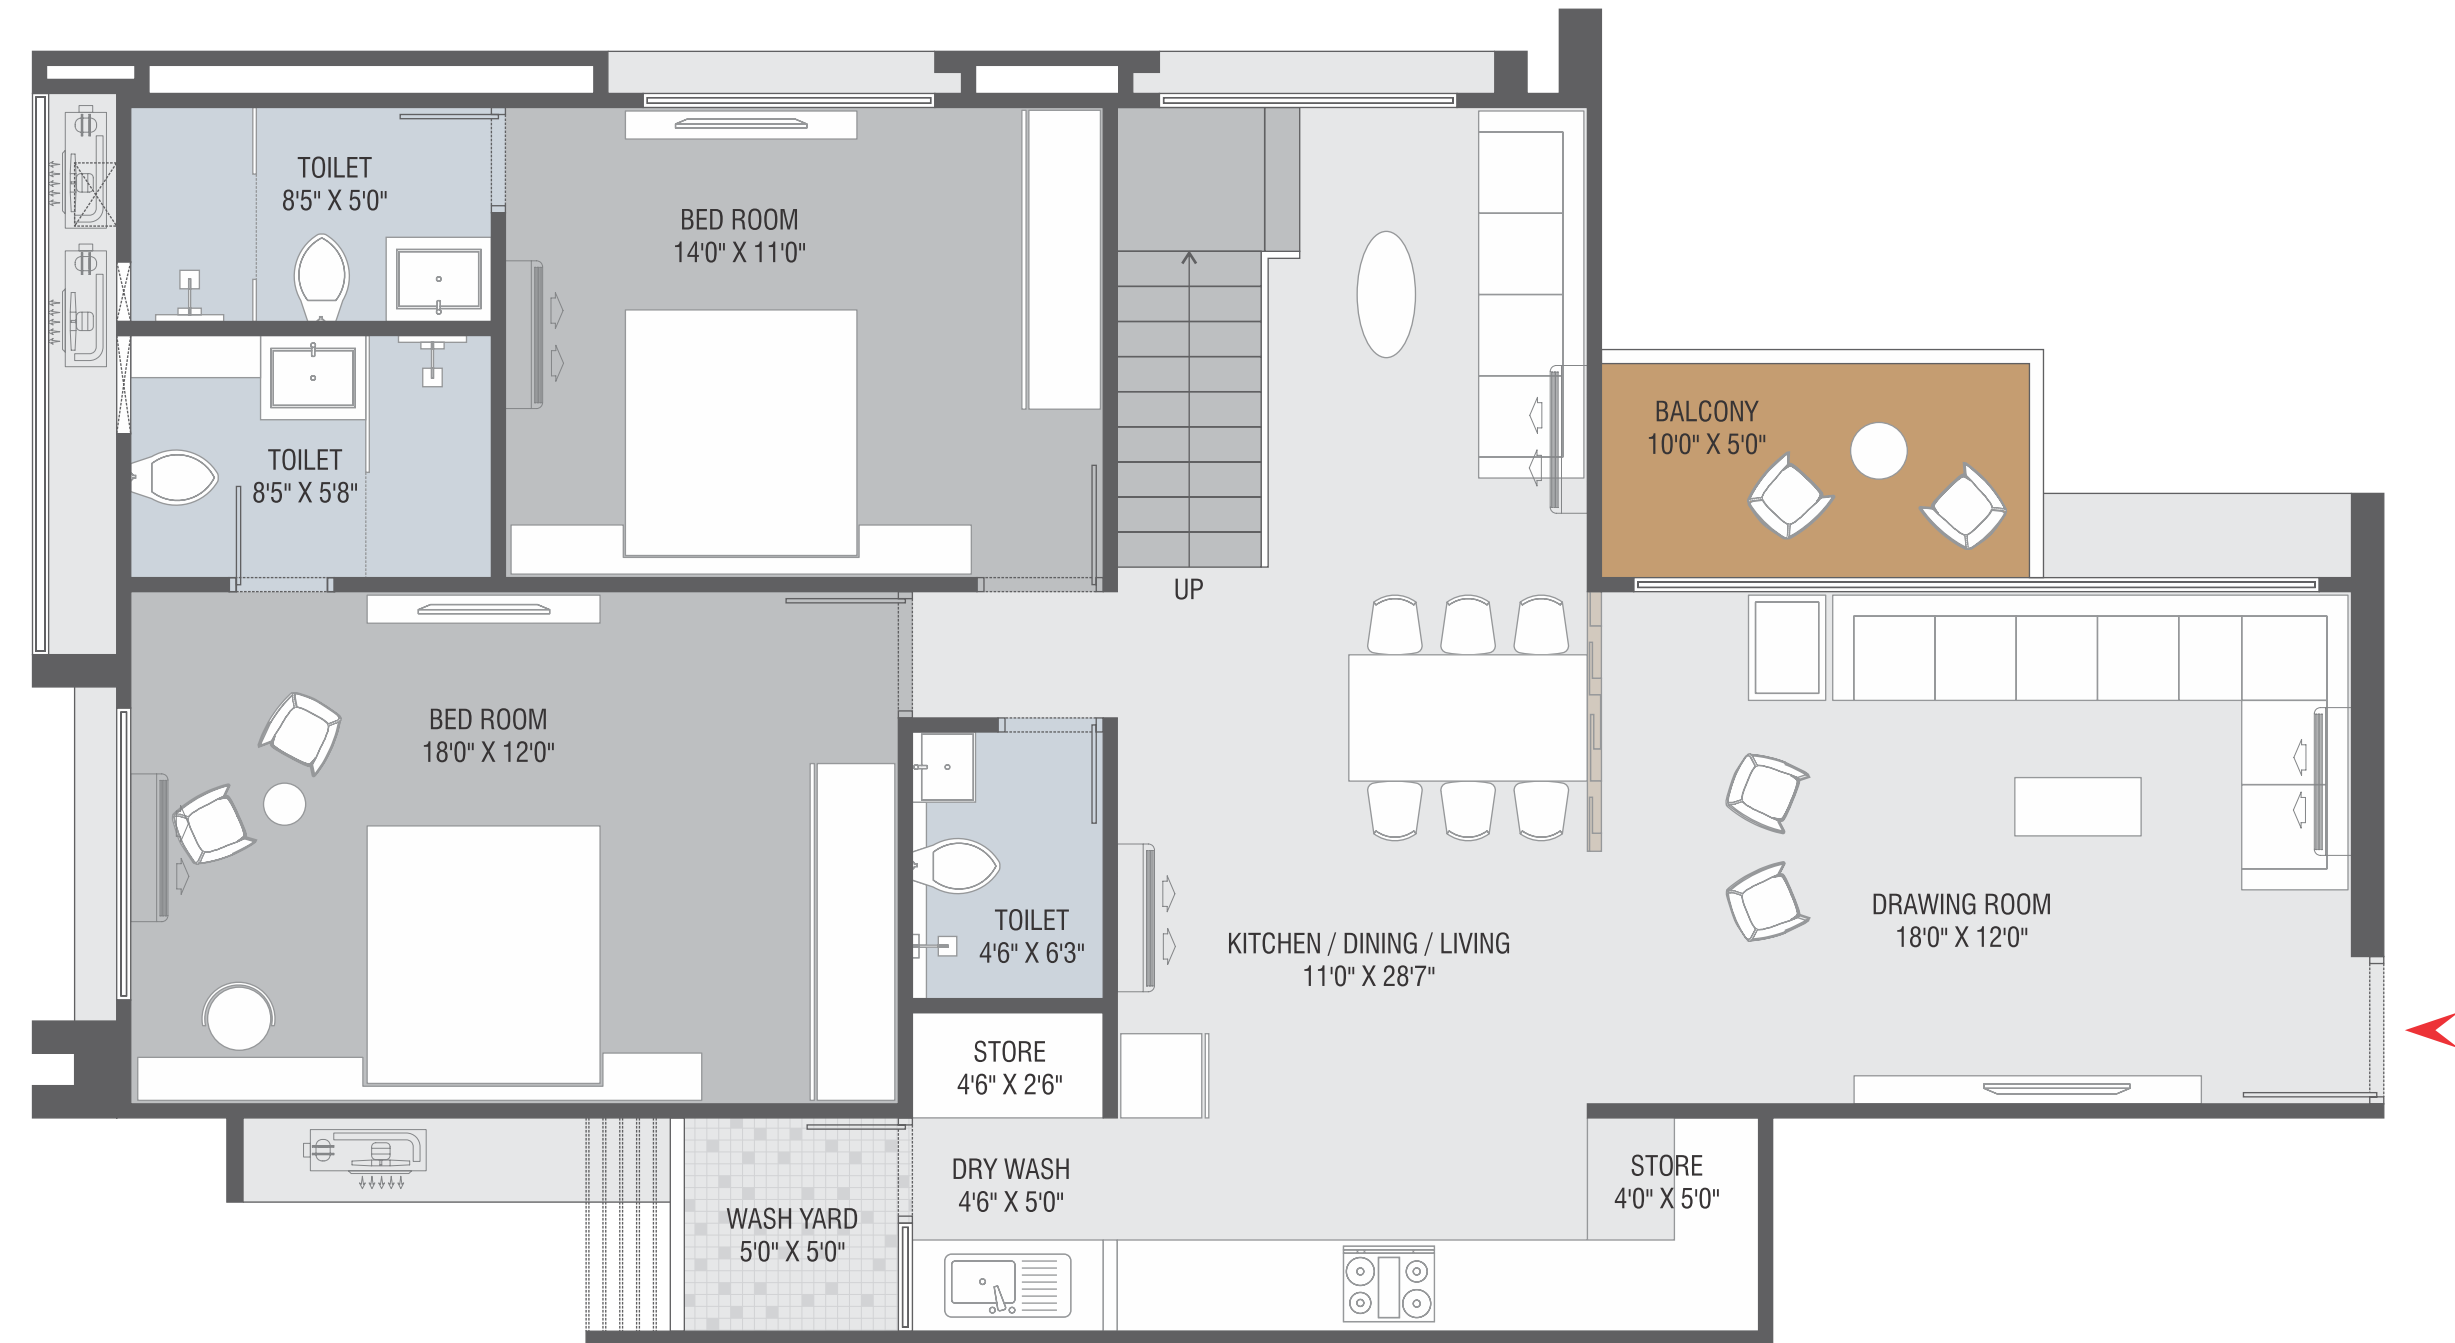 TOILET
8'5" X 5'0"
BED ROOM
14'0" X 11'0"
BALCONY
10'0" X 5'0"
TOILET
8'5" X 5'8"
UP
BED ROOM
18'0" X 12'0"
TOILET
4'6" X 6'3"
KITCHEN / DINING / LIVING
11'0" X 28'7"
DRAWING ROOM
18'0" X 12'0"
STORE
4'6" X 2'6"
DRY WASH
4'6" X 5'0"
STORE
4'0" X 5'0"
WASH YARD
5'0" X 5'0"